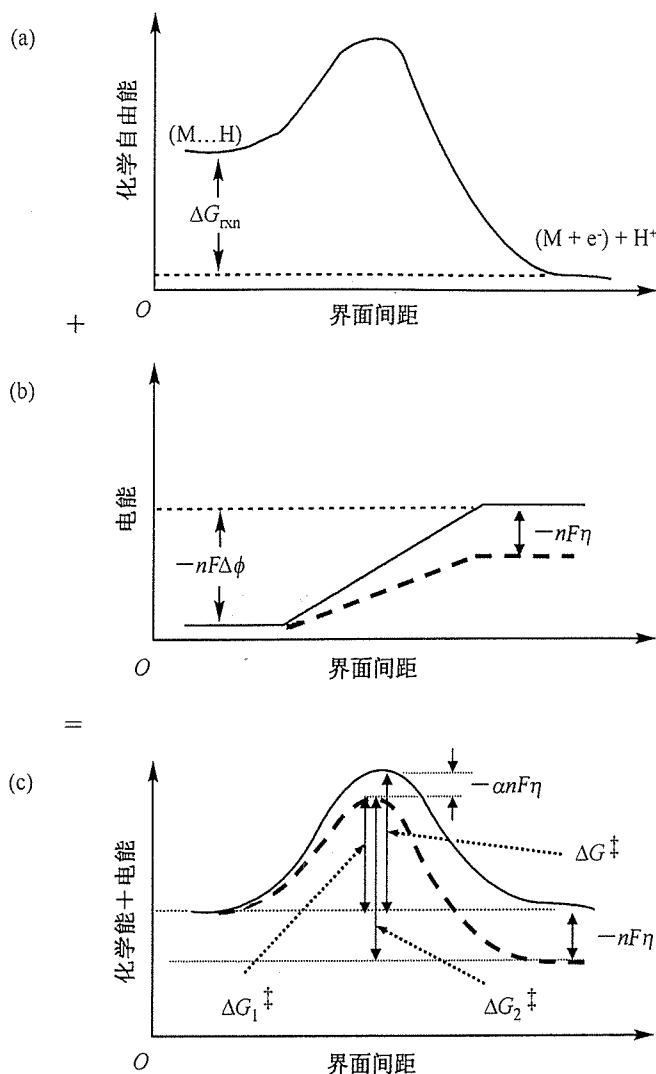 (a)
化学自由能
(M…H)
ΔG_rxn
(M + e⁻) + H⁺
O
界面间距
+
(b)
电能
−nFΔϕ
−nFη
O
界面间距
=
(c)
化学能+电能
−αnFη
ΔG‡
−nFη
ΔG₁‡
ΔG₂‡
O
界面间距